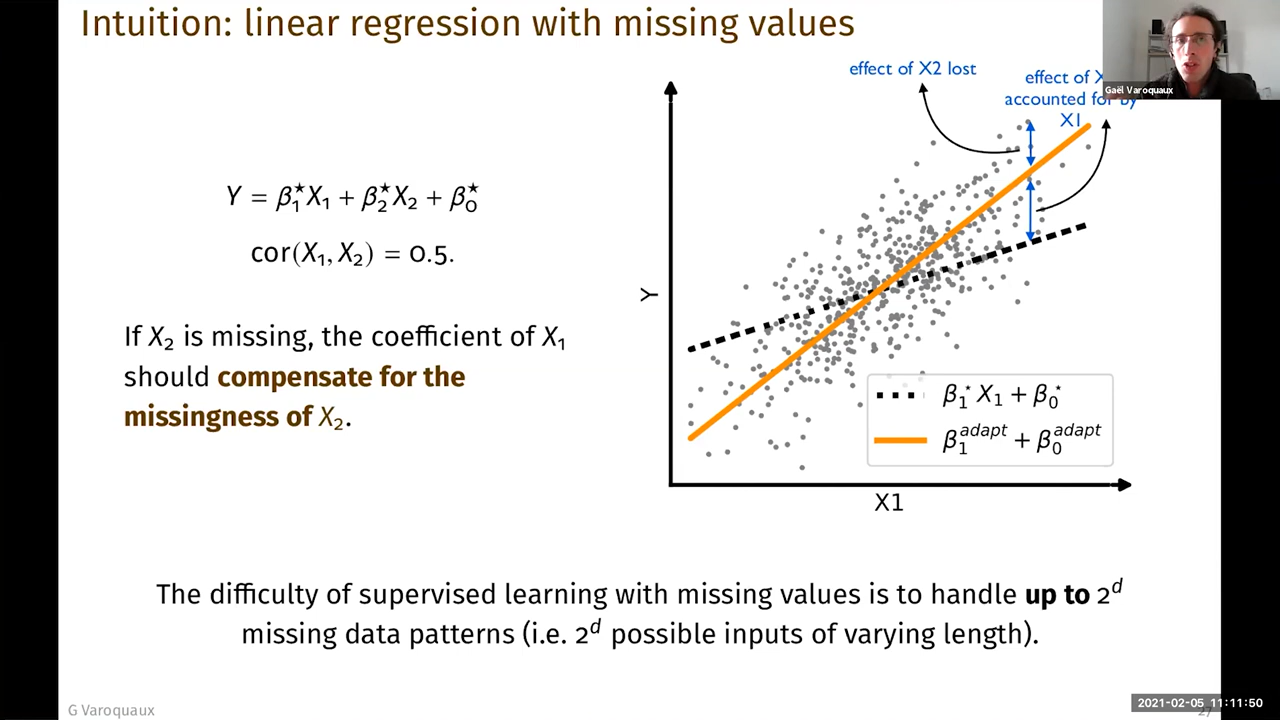 Intuition: linear regression with missing values
Gaël Varoquaux
effect of X2 lost
effect of X
accounted for by
X1
Y = β₁★X₁ + β₂★X₂ + β₀★
cor(X₁, X₂) = 0.5.
If X₂ is missing, the coefficient of X₁
should compensate for the
missingness of X₂.
Y
β₁⋆ X₁ + β₀⋆
β₁ᵃᵈᵃᵖᵗ + β₀ᵃᵈᵃᵖᵗ
X1
The difficulty of supervised learning with missing values is to handle up to 2ᵈ
missing data patterns (i.e. 2ᵈ possible inputs of varying length).
G Varoquaux
2021-02-05 11:11:50